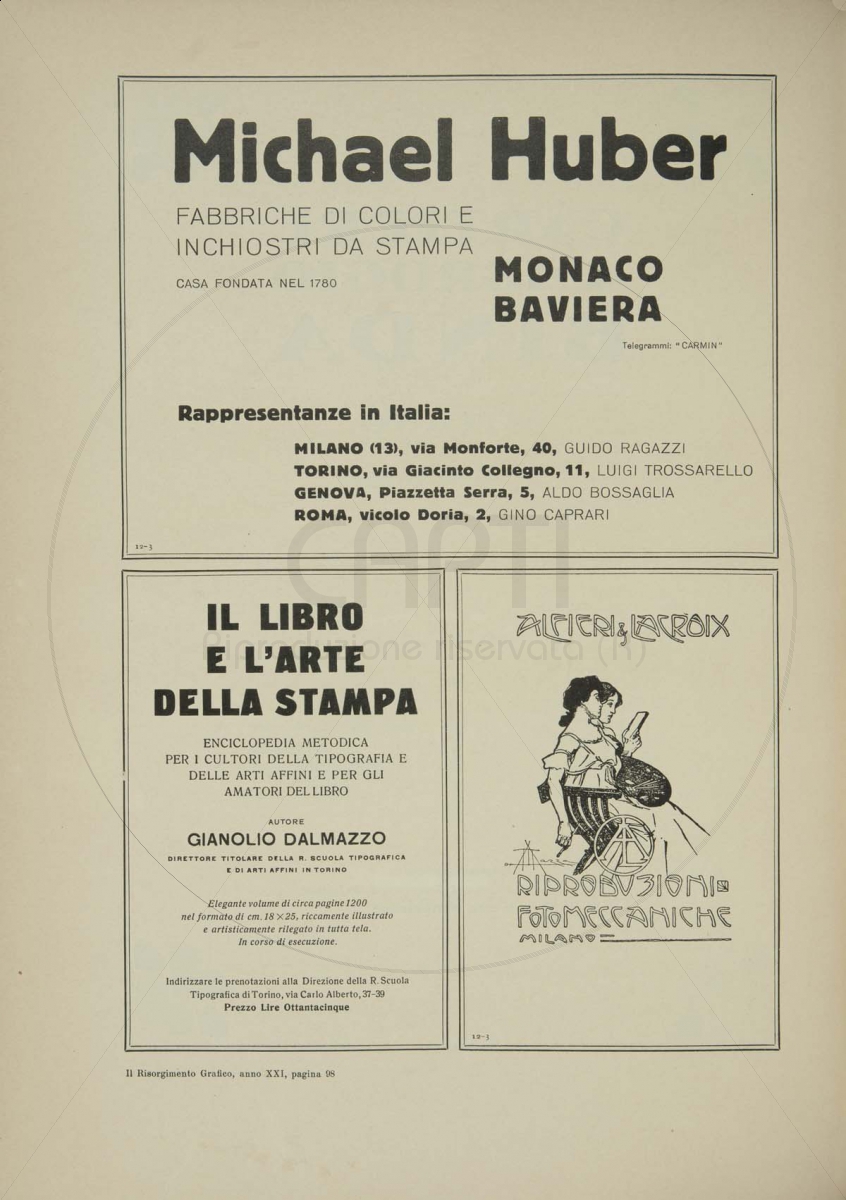 Michael Huber
FABBRICHE DI COLORI E
INCHIOSTRI DA STAMPA
CASA FONDATA NEL 1780
MONACO
BAVIERA
Telegrammi: "CARMIN"
Rappresentanze in Italia:
MILANO (13), via Monforte, 40, GUIDO RAGAZZI
TORINO, via Giacinto Collegno, 11, LUIGI TROSSARELLO
GENOVA, Piazzetta Serra, 5, ALDO BOSSAGLIA
ROMA, vicolo Doria, 2, GINO CAPRARI
12-3
CAPTI
Riproduzione riservata (It)
IL LIBRO
E L'ARTE
DELLA STAMPA
ENCICLOPEDIA METODICA
PER I CULTORI DELLA TIPOGRAFIA E
DELLE ARTI AFFINI E PER GLI
AMATORI DEL LIBRO
AUTORE
GIANOLIO DALMAZZO
DIRETTORE TITOLARE DELLA R. SCUOLA TIPOGRAFICA
E DI ARTI AFFINI IN TORINO
Elegante volume di circa pagine 1200
nel formato di cm. 18 × 25, riccamente illustrato
e artisticamente rilegato in tutta tela.
In corso di esecuzione.
Indirizzare le prenotazioni alla Direzione della R. Scuola
Tipografica di Torino, via Carlo Alberto, 37-39
Prezzo Lire Ottantacinque
ALFIERI & LACROIX
RIPRODUZIONI
FOTOMECCANICHE
MILANO
12-3
Il Risorgimento Grafico, anno XXI, pagina 98